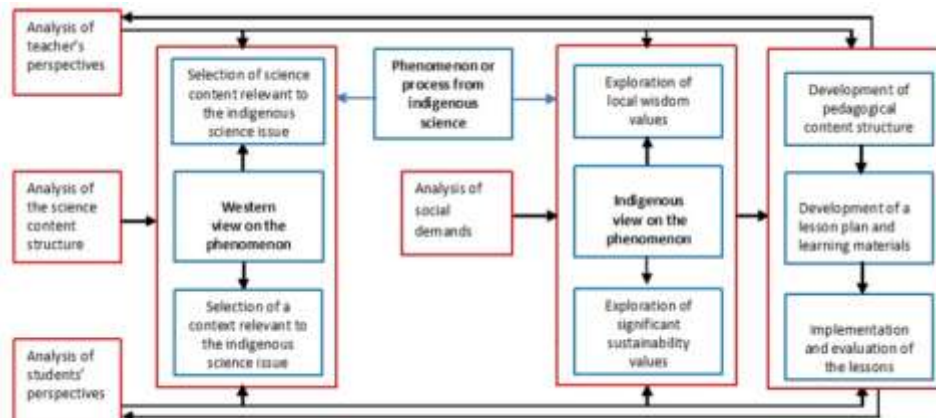 Analysis of
teacher's
perspectives
Selection of science
content relevant to
the indigenous
science issue
Phenomenon or
process from
indigenous
science
Exploration of
local wisdom
values
Development of
pedagogical
content structure
Analysis of
the science
content
structure
Western
view on the
phenomenon
Analysis of
social
demands
Indigenous
view on the
phenomenon
Development of a
lesson plan and
learning materials
Selection of a
context relevant to
the indigenous
science issue
Exploration of
significant
sustainability
values
Implementation
and evaluation of
the lessons
Analysis of
students'
perspectives